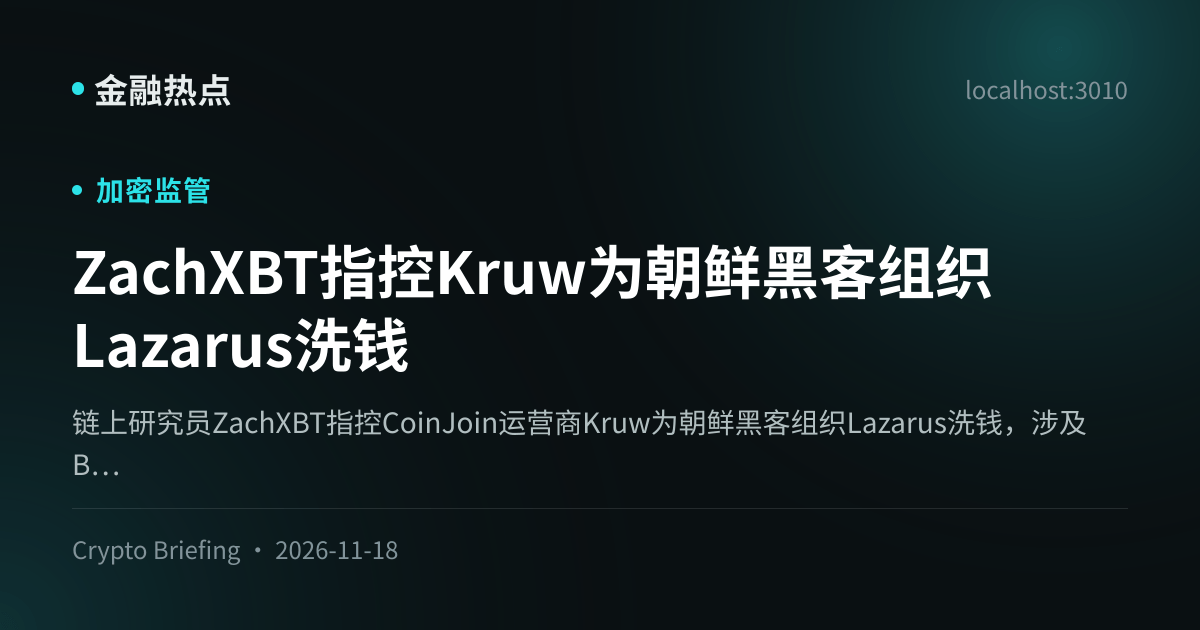 金融热点
localhost:3010
加密监管
ZachXBT指控Kruw为朝鲜黑客组织
Lazarus洗钱
链上研究员ZachXBT指控CoinJoin运营商Kruw为朝鲜黑客组织Lazarus洗钱，涉及
B…
Crypto Briefing · 2026-11-18